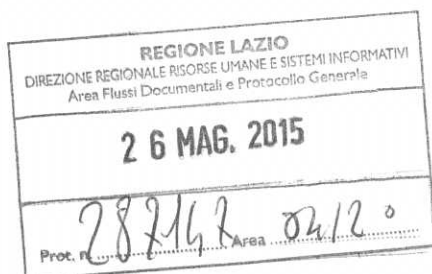 REGIONE LAZIO
DIREZIONE REGIONALE RISORSE UMANE E SISTEMI INFORMATIVI
Area Flussi Documentali e Protocollo Generale
2 6 MAG. 2015
Prot. n. 287147 Area 04/20